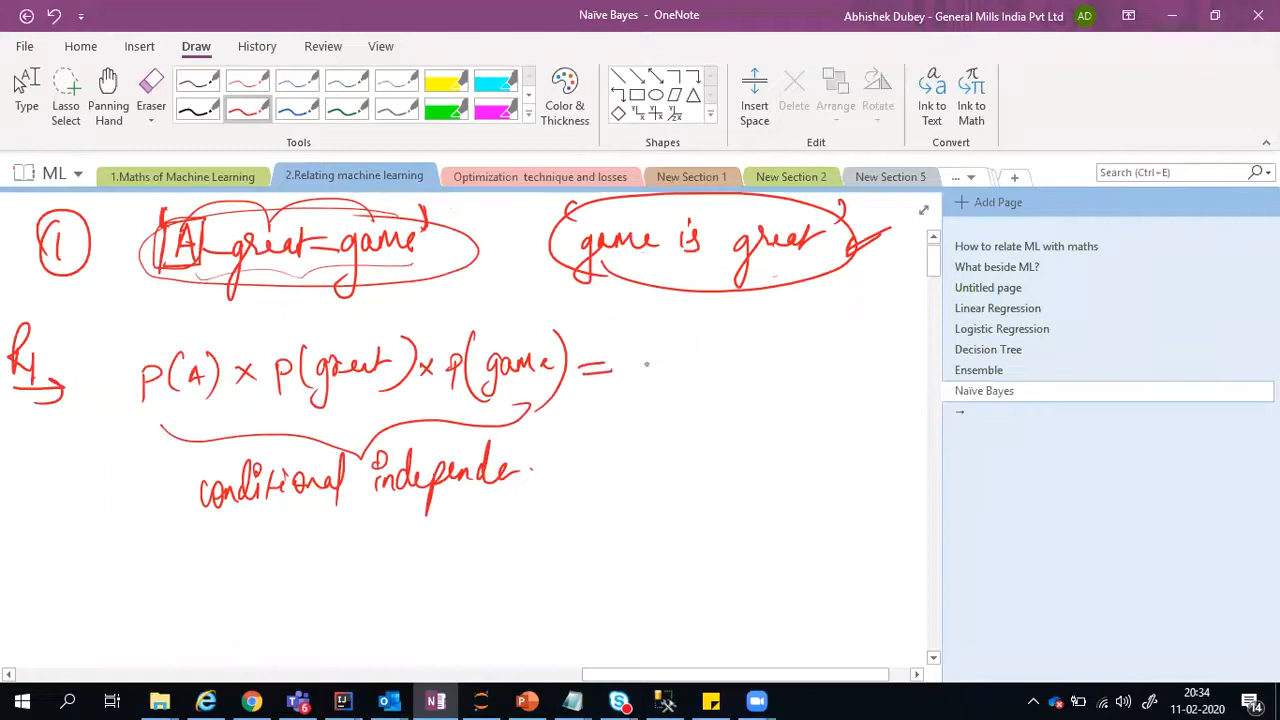 Naïve Bayes - OneNote
Abhishek Dubey - General Mills India Pvt Ltd AD
File Home Insert Draw History Review View
Type
Lasso Select
Panning Hand
Eraser
Color & Thickness
Insert Space
Delete
Arrange
Rotate
Ink to Text
Ink to Math
Tools
Shapes
Edit
Convert
ML
1.Maths of Machine Learning
2.Relating machine learning
Optimization technique and losses
New Section 1
New Section 2
New Section 5
...
Search (Ctrl+E)
Add Page
How to relate ML with maths
What beside ML?
Untitled page
Linear Regression
Logistic Regression
Decision Tree
Ensemble
Naïve Bayes
→
① A great game
game is great
P(A) × P(great) × P(game) =
conditional independe
20:34
11-02-2020
14